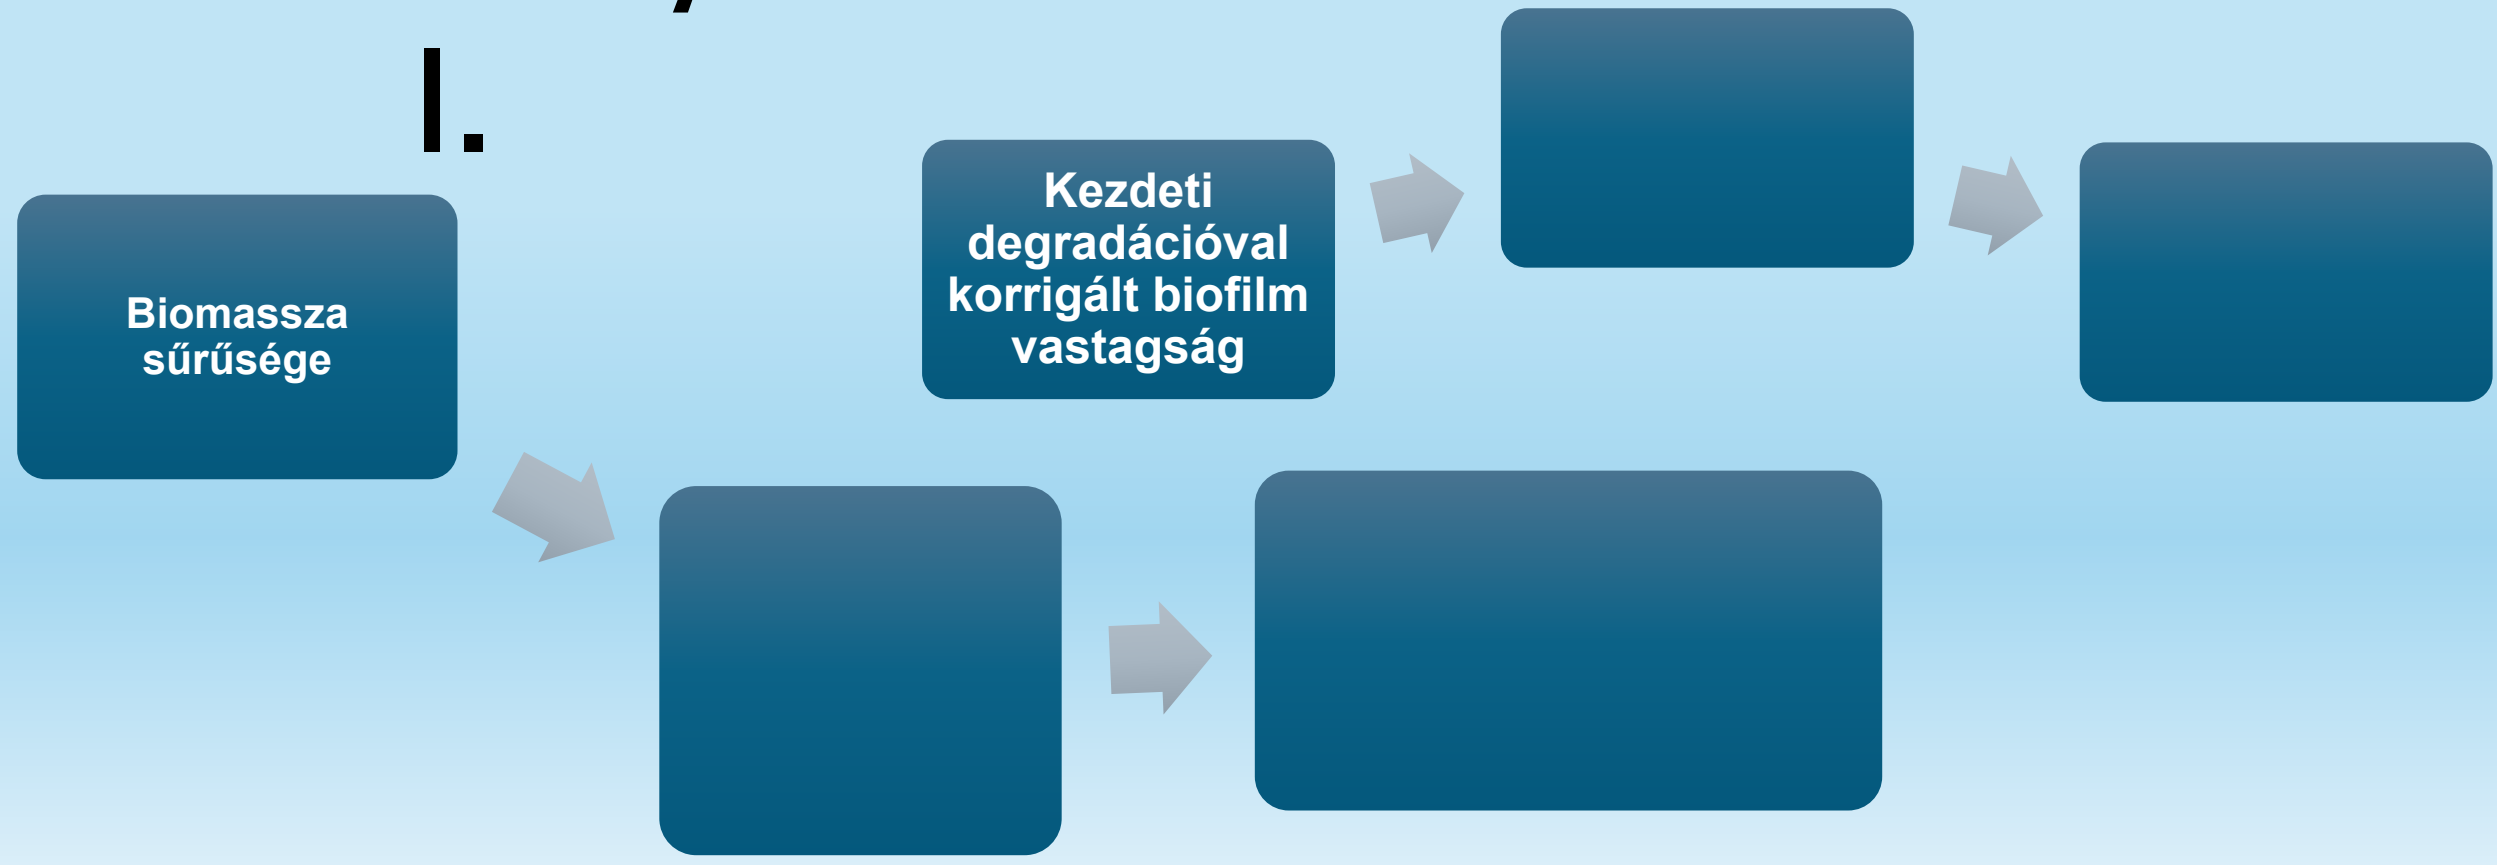 I.
Kezdeti
degradációval
korrigált biofilm
vastagság
Biomassza
sűrűsége